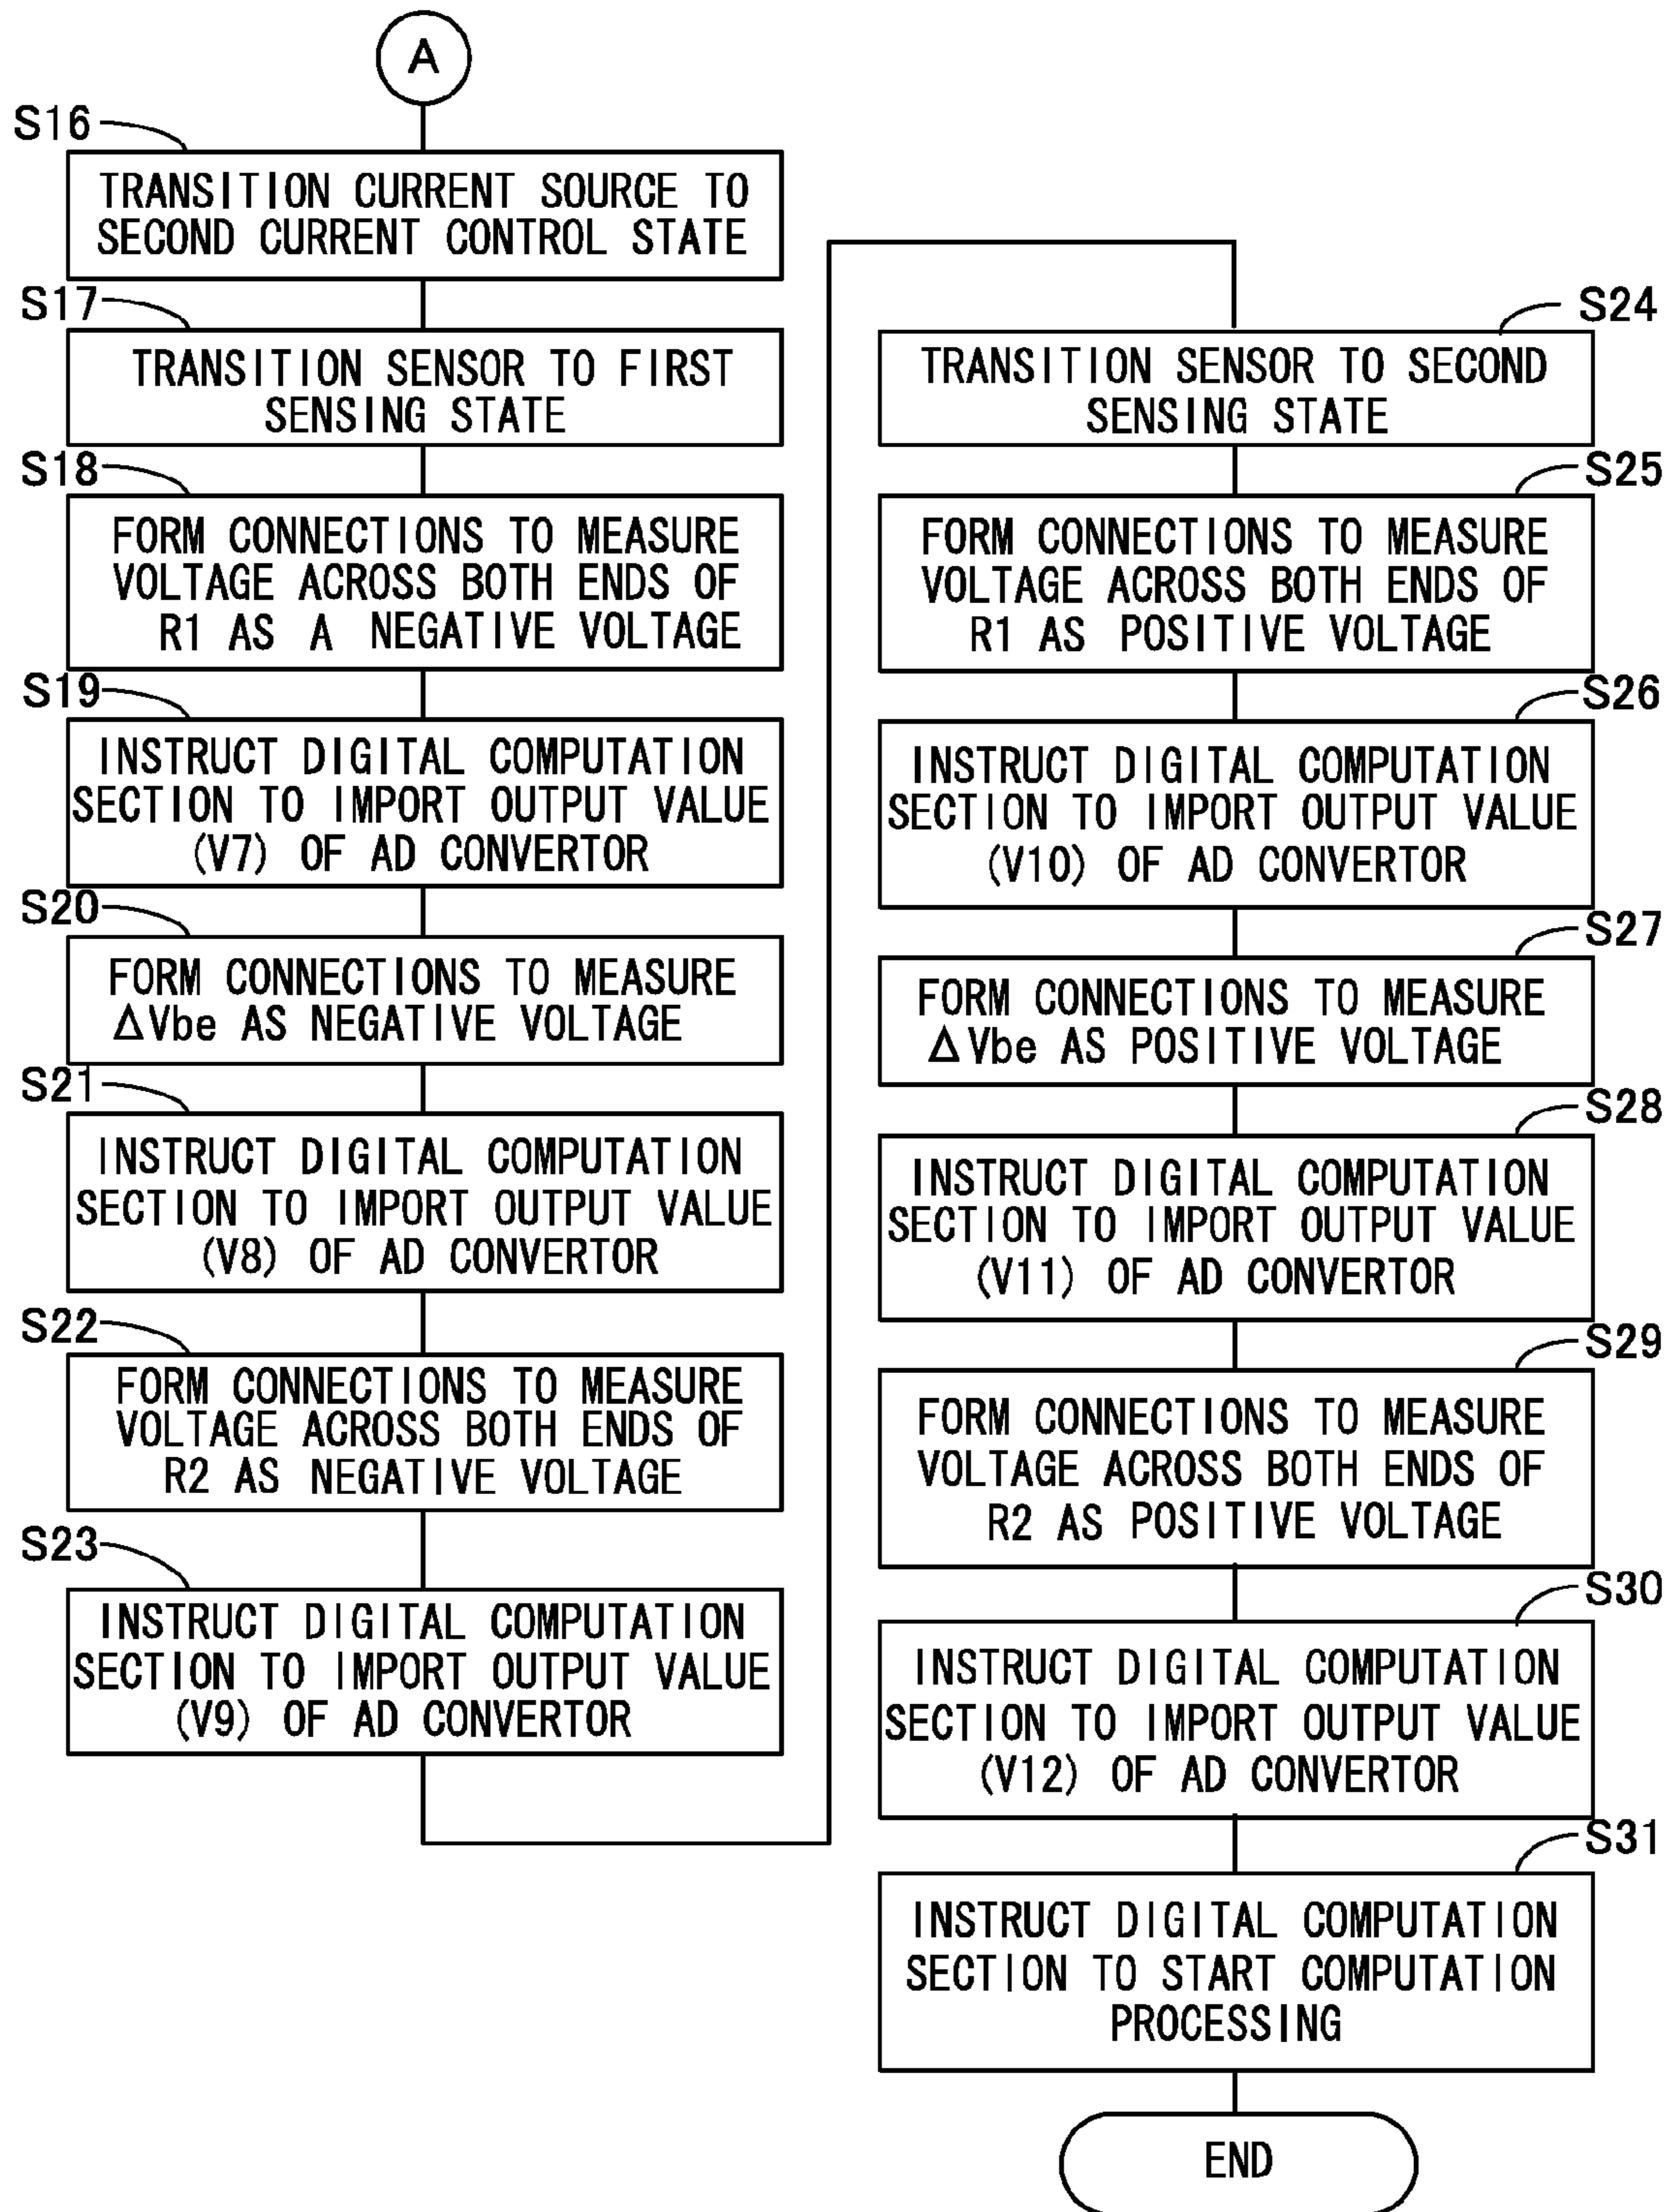 A
S16
TRANSITION CURRENT SOURCE TO
SECOND CURRENT CONTROL STATE
S17
TRANSITION SENSOR TO FIRST
SENSING STATE
S18
FORM CONNECTIONS TO MEASURE
VOLTAGE ACROSS BOTH ENDS OF
R1 AS A NEGATIVE VOLTAGE
S19
INSTRUCT DIGITAL COMPUTATION
SECTION TO IMPORT OUTPUT VALUE
(V7) OF AD CONVERTOR
S20
FORM CONNECTIONS TO MEASURE
ΔVbe AS NEGATIVE VOLTAGE
S21
INSTRUCT DIGITAL COMPUTATION
SECTION TO IMPORT OUTPUT VALUE
(V8) OF AD CONVERTOR
S22
FORM CONNECTIONS TO MEASURE
VOLTAGE ACROSS BOTH ENDS OF
R2 AS NEGATIVE VOLTAGE
S23
INSTRUCT DIGITAL COMPUTATION
SECTION TO IMPORT OUTPUT VALUE
(V9) OF AD CONVERTOR
S24
TRANSITION SENSOR TO SECOND
SENSING STATE
S25
FORM CONNECTIONS TO MEASURE
VOLTAGE ACROSS BOTH ENDS OF
R1 AS POSITIVE VOLTAGE
S26
INSTRUCT DIGITAL COMPUTATION
SECTION TO IMPORT OUTPUT VALUE
(V10) OF AD CONVERTOR
S27
FORM CONNECTIONS TO MEASURE
ΔVbe AS POSITIVE VOLTAGE
S28
INSTRUCT DIGITAL COMPUTATION
SECTION TO IMPORT OUTPUT VALUE
(V11) OF AD CONVERTOR
S29
FORM CONNECTIONS TO MEASURE
VOLTAGE ACROSS BOTH ENDS OF
R2 AS POSITIVE VOLTAGE
S30
INSTRUCT DIGITAL COMPUTATION
SECTION TO IMPORT OUTPUT VALUE
(V12) OF AD CONVERTOR
S31
INSTRUCT DIGITAL COMPUTATION
SECTION TO START COMPUTATION
PROCESSING
END